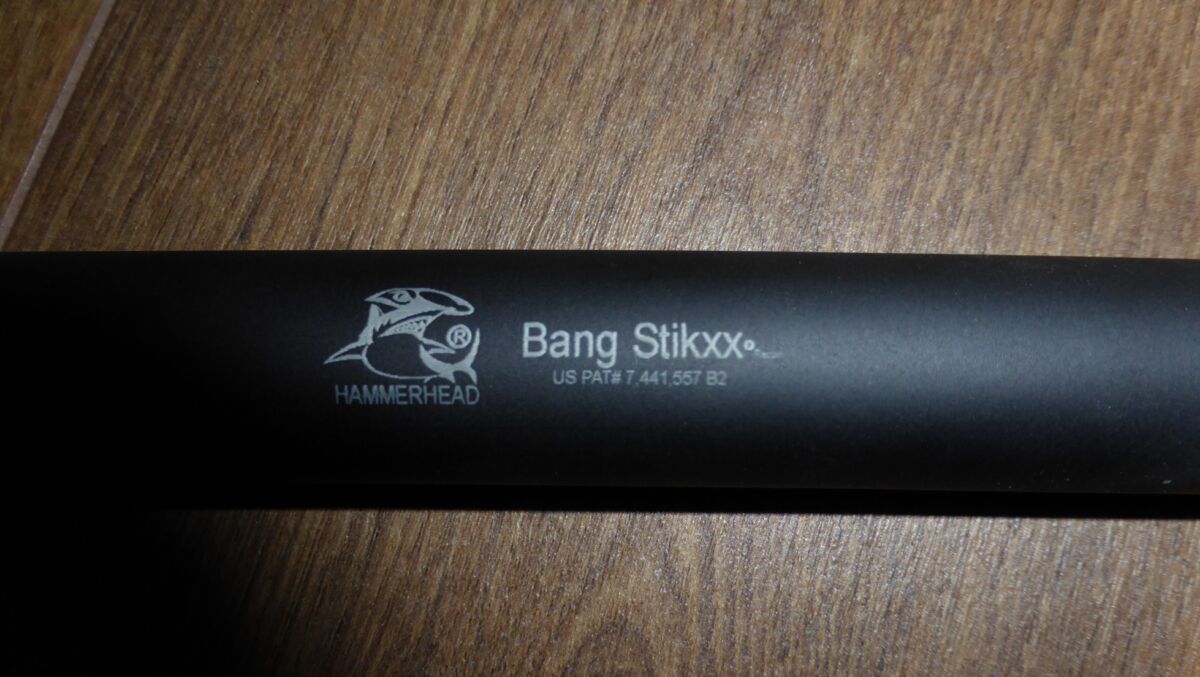 ®
HAMMERHEAD
Bang Stikxx
US PAT# 7,441,557 B2